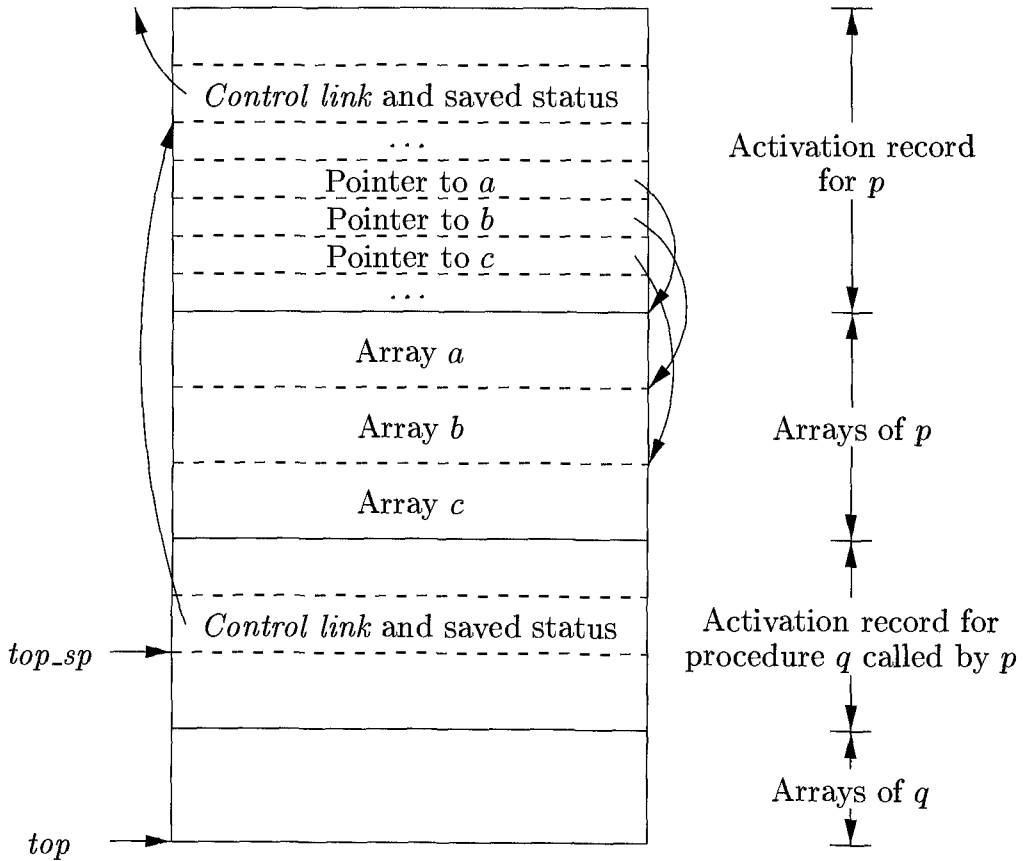 Control link and saved status
...
Pointer to a
Pointer to b
Pointer to c
...
Activation record
for p
Array a
Array b
Array c
Arrays of p
Control link and saved status
top_sp
Activation record for
procedure q called by p
Arrays of q
top